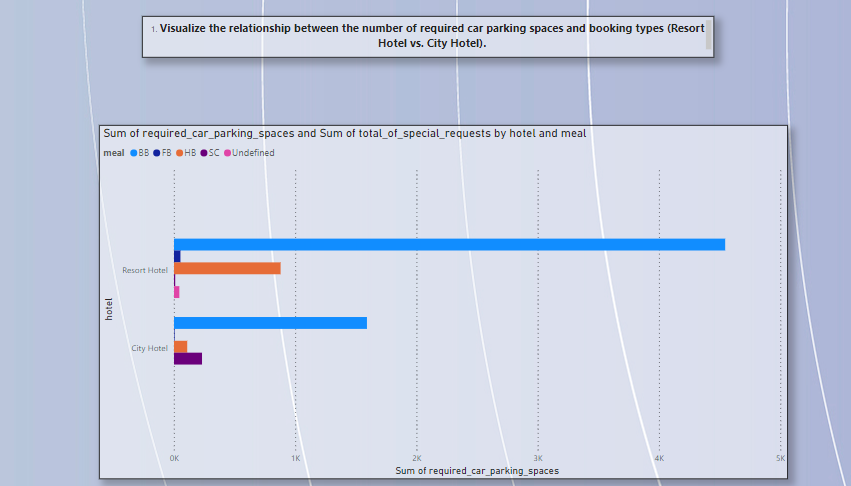 1. Visualize the relationship between the number of required car parking spaces and booking types (Resort
Hotel vs. City Hotel).
Sum of required_car_parking_spaces and Sum of total_of_special_requests by hotel and meal
meal BB FB HB SC Undefined
Resort Hotel
hotel
City Hotel
0K 1K 2K 3K 4K 5K
Sum of required_car_parking_spaces